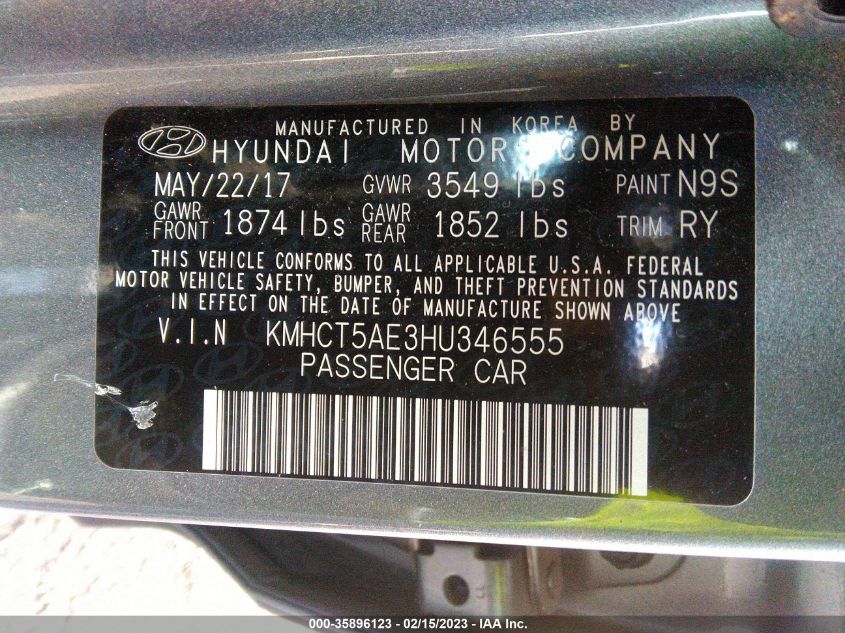 MANUFACTURED IN KOREA BY
HYUNDAI MOTOR COMPANY
MAY/22/17 GVWR 3549 lbs PAINT N9S
GAWR FRONT 1874 lbs GAWR REAR 1852 lbs TRIM RY
THIS VEHICLE CONFORMS TO ALL APPLICABLE U.S.A. FEDERAL
MOTOR VEHICLE SAFETY, BUMPER, AND THEFT PREVENTION STANDARDS
IN EFFECT ON THE DATE OF MANUFACTURE SHOWN ABOVE
V.I.N KMHCT5AE3HU346555
PASSENGER CAR
000-35896123 - 02/15/2023 - IAA Inc.